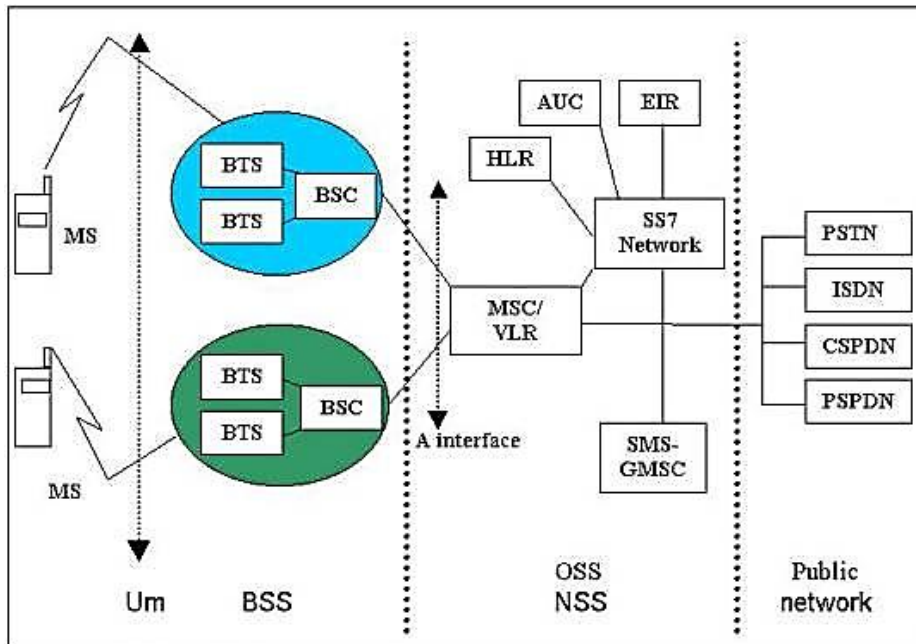 AUC
EIR
HLR
BTS
BSC
BTS
SS7
Network
PSTN
MS
ISDN
MSC/
VLR
CSPDN
BTS
BSC
BTS
PSPDN
A interface
SMS-
GMSC
MS
Um
BSS
OSS
NSS
Public
network